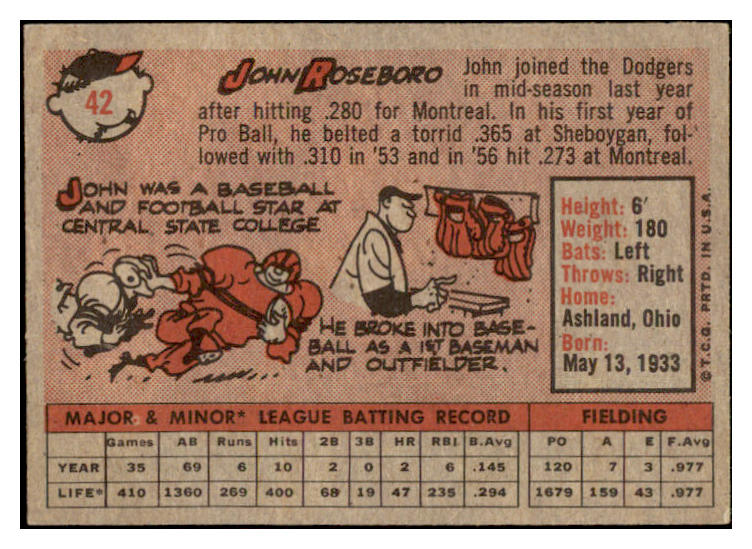 42
JOHN ROSEBORO
John joined the Dodgers
in mid-season last year
after hitting .280 for Montreal. In his first year of
Pro Ball, he belted a torrid .365 at Sheboygan, fol-
lowed with .310 in '53 and in '56 hit .273 at Montreal.
JOHN WAS A BASEBALL
AND FOOTBALL STAR AT
CENTRAL STATE COLLEGE
HE BROKE INTO BASE-
BALL AS A 1ST BASEMAN
AND OUTFIELDER.
Height: 6'
Weight: 180
Bats: Left
Throws: Right
Home:
Ashland, Ohio
Born:
May 13, 1933
©T.C.G. PRTD. IN U.S.A.
MAJOR & MINOR* LEAGUE BATTING RECORD FIELDING
Games AB Runs Hits 2B 3B HR RBI B.Avg PO A E F.Avg
YEAR 35 69 6 10 2 0 2 6 .145 120 7 3 .977
LIFE* 410 1360 269 400 68 19 47 235 .294 1679 159 43 .977